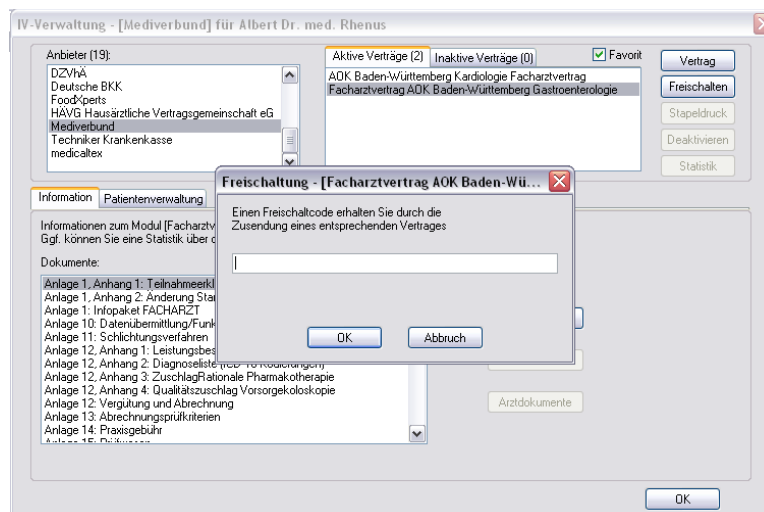 IV-Verwaltung - [Mediverbund] für Albert Dr. med. Rhenus
Anbieter (19):
DZVhÄ
Deutsche BKK
FoodXperts
HÄVG Hausärztliche Vertragsgemeinschaft eG
Mediverbund
Techniker Krankenkasse
medicaltex
Aktive Verträge (2)
Inaktive Verträge (0)
Favorit
AOK Baden-Württemberg Kardiologie Facharztvertrag
Facharztvertrag AOK Baden-Württemberg Gastroenterologie
Vertrag
Freischalten
Stapeldruck
Deaktivieren
Statistik
Information
Patientenverwaltung
Informationen zum Modul [Facharztv
Ggf. können Sie eine Statistik über
Dokumente:
Anlage 1, Anhang 1: Teilnahmeerkl
Anlage 1, Anhang 2: Änderung Sta
Anlage 1: Infopaket FACHARZT
Anlage 10: Datenübermittlung/Funk
Anlage 11: Schlichtungsverfahren
Anlage 12, Anhang 1: Leistungsbes
Anlage 12, Anhang 2: Diagnoseliste (ICD-10 Kodierungen)
Anlage 12, Anhang 3: ZuschlagRationale Pharmakotherapie
Anlage 12, Anhang 4: Qualitätszuschlag Vorsorgekoloskopie
Anlage 12: Vergütung und Abrechnung
Anlage 13: Abrechnungsprüfkriterien
Anlage 14: Praxisgebühr
Anlage 15: Prüfwesen
Freischaltung - [Facharztvertrag AOK Baden-Wü...
Einen Freischaltcode erhalten Sie durch die
Zusendung eines entsprechenden Vertrages
OK
Abbruch
Arztdokumente
OK